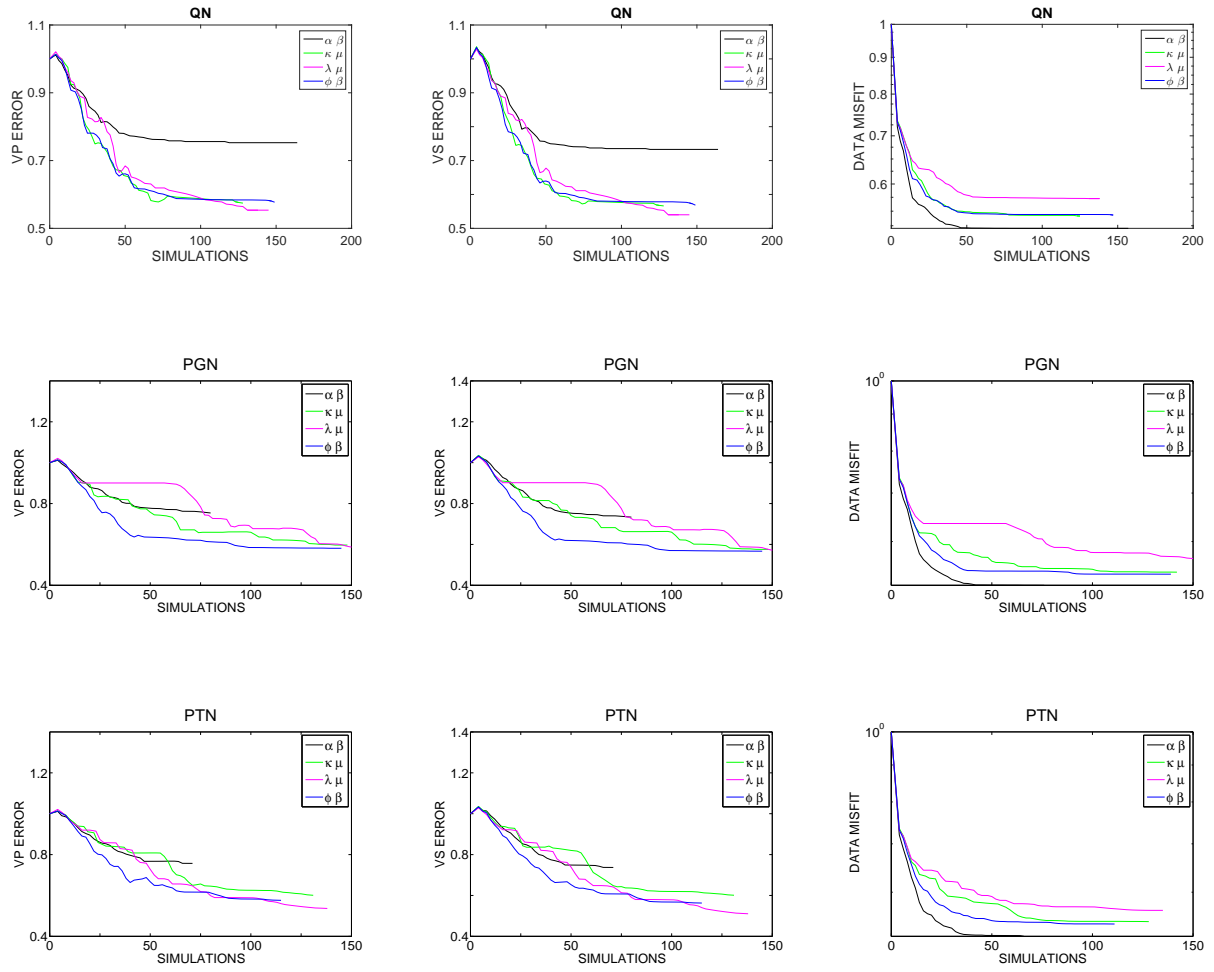 QN
1.1
0.9
0.7
0.5
VP ERROR
α β
κ μ
λ μ
φ β
0 50 100 150 200
SIMULATIONS
QN
1.1
0.9
0.7
0.5
VS ERROR
α β
κ μ
λ μ
φ β
0 50 100 150 200
SIMULATIONS
QN
1
0.9
0.8
0.7
0.6
DATA MISFIT
α β
κ μ
λ μ
φ β
0 50 100 150 200
SIMULATIONS
PGN
1.2
0.8
0.4
VP ERROR
α β
κ μ
λ μ
φ β
0 50 100 150
SIMULATIONS
PGN
1.4
1.2
0.8
0.4
VS ERROR
α β
κ μ
λ μ
φ β
0 50 100 150
SIMULATIONS
PGN
10^0
DATA MISFIT
α β
κ μ
λ μ
φ β
0 50 100 150
SIMULATIONS
PTN
1.4
1.2
0.8
0.4
VP ERROR
α β
κ μ
λ μ
φ β
0 50 100 150
SIMULATIONS
PTN
1.4
1.2
0.8
0.4
VS ERROR
α β
κ μ
λ μ
φ β
0 50 100 150
SIMULATIONS
PTN
10^0
DATA MISFIT
α β
κ μ
λ μ
φ β
0 50 100 150
SIMULATIONS